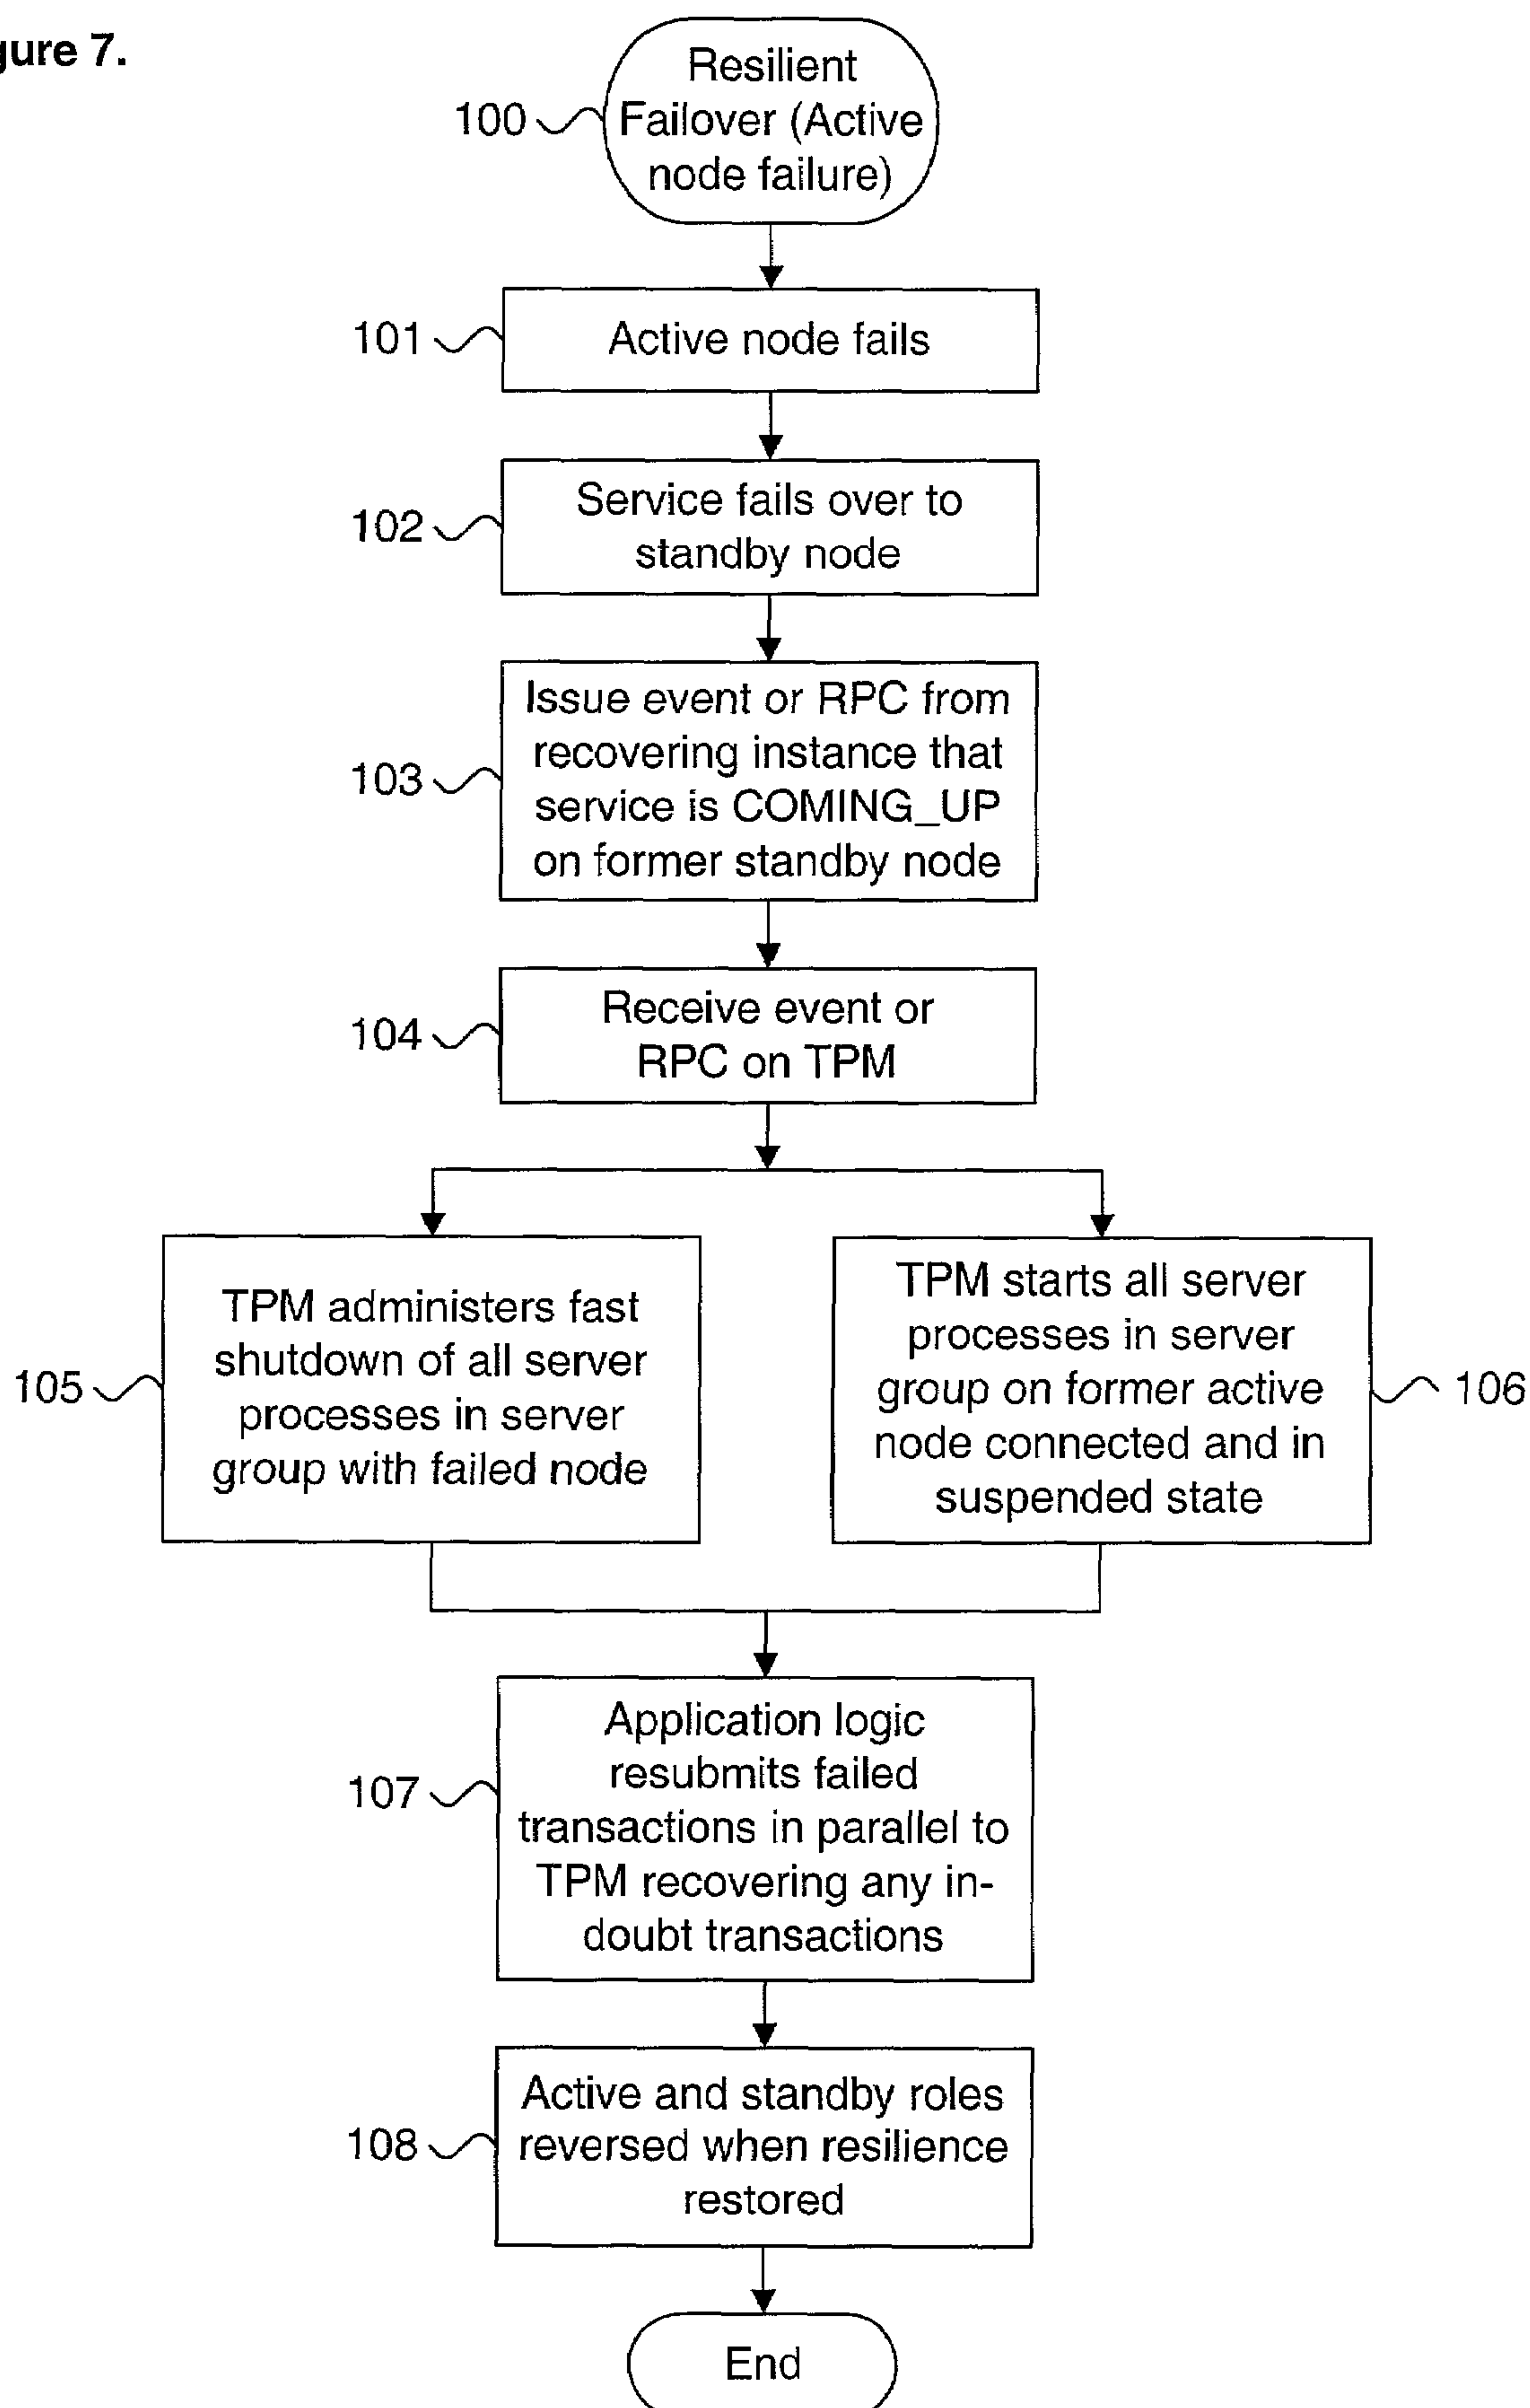 gure 7.
Resilient
Failover (Active
node failure)
100
101
Active node fails
102
Service fails over to
standby node
103
Issue event or RPC from
recovering instance that
service is COMING_UP
on former standby node
104
Receive event or
RPC on TPM
105
TPM administers fast
shutdown of all server
processes in server
group with failed node
TPM starts all server
processes in server
group on former active
node connected and in
suspended state
106
107
Application logic
resubmits failed
transactions in parallel to
TPM recovering any in-
doubt transactions
108
Active and standby roles
reversed when resilience
restored
End